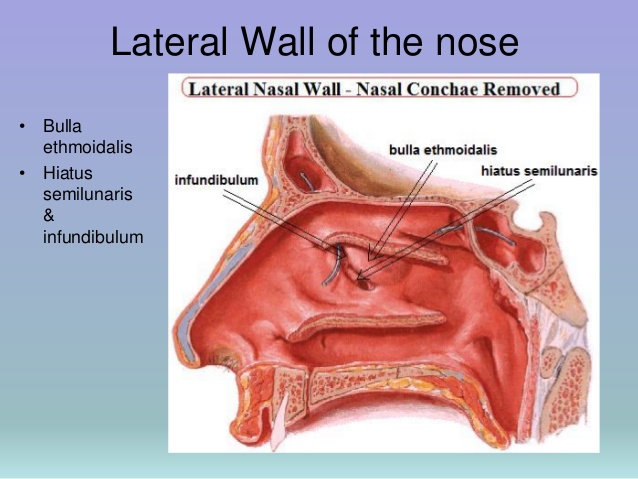 Lateral Wall of the nose
• Bulla
ethmoidalis
• Hiatus
semilunaris
&
infundibulum
Lateral Nasal Wall - Nasal Conchae Removed
bulla ethmoidalis
hiatus semilunaris
infundibulum